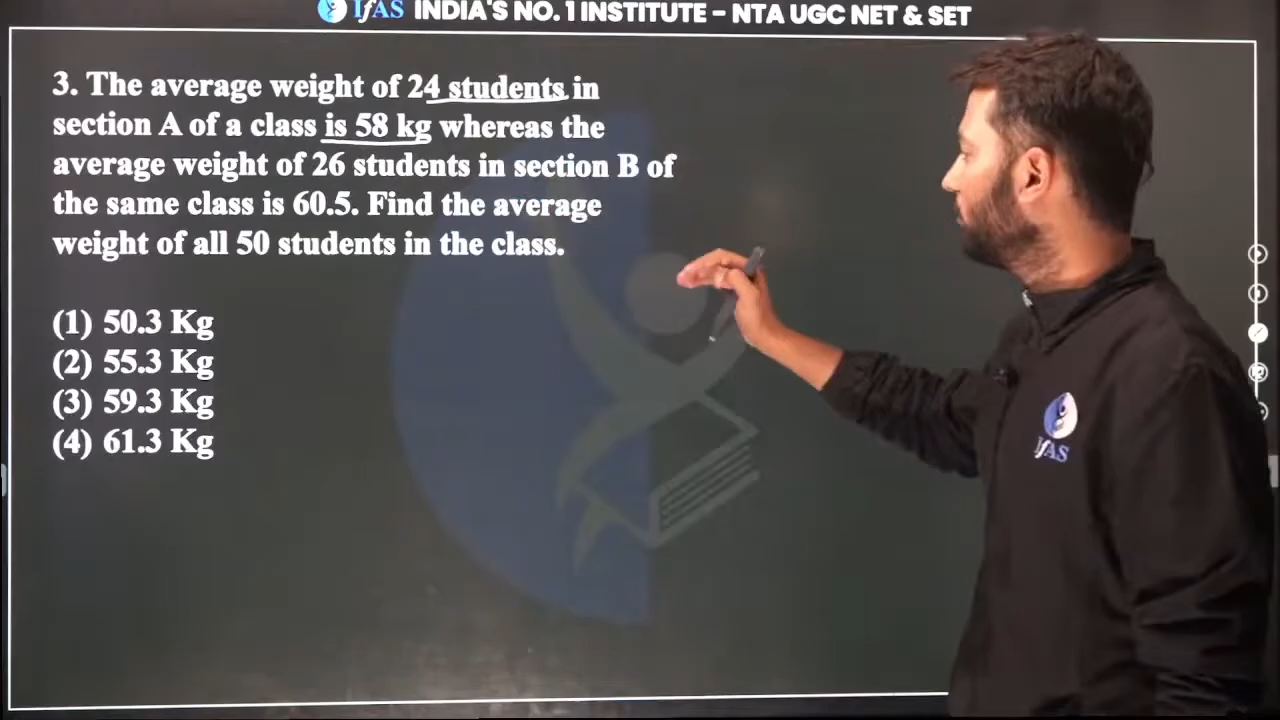 IfAS INDIA'S NO. 1 INSTITUTE – NTA UGC NET & SET
3. The average weight of 24 students in
section A of a class is 58 kg whereas the
average weight of 26 students in section B of
the same class is 60.5. Find the average
weight of all 50 students in the class.
(1) 50.3 Kg
(2) 55.3 Kg
(3) 59.3 Kg
(4) 61.3 Kg
IfAS